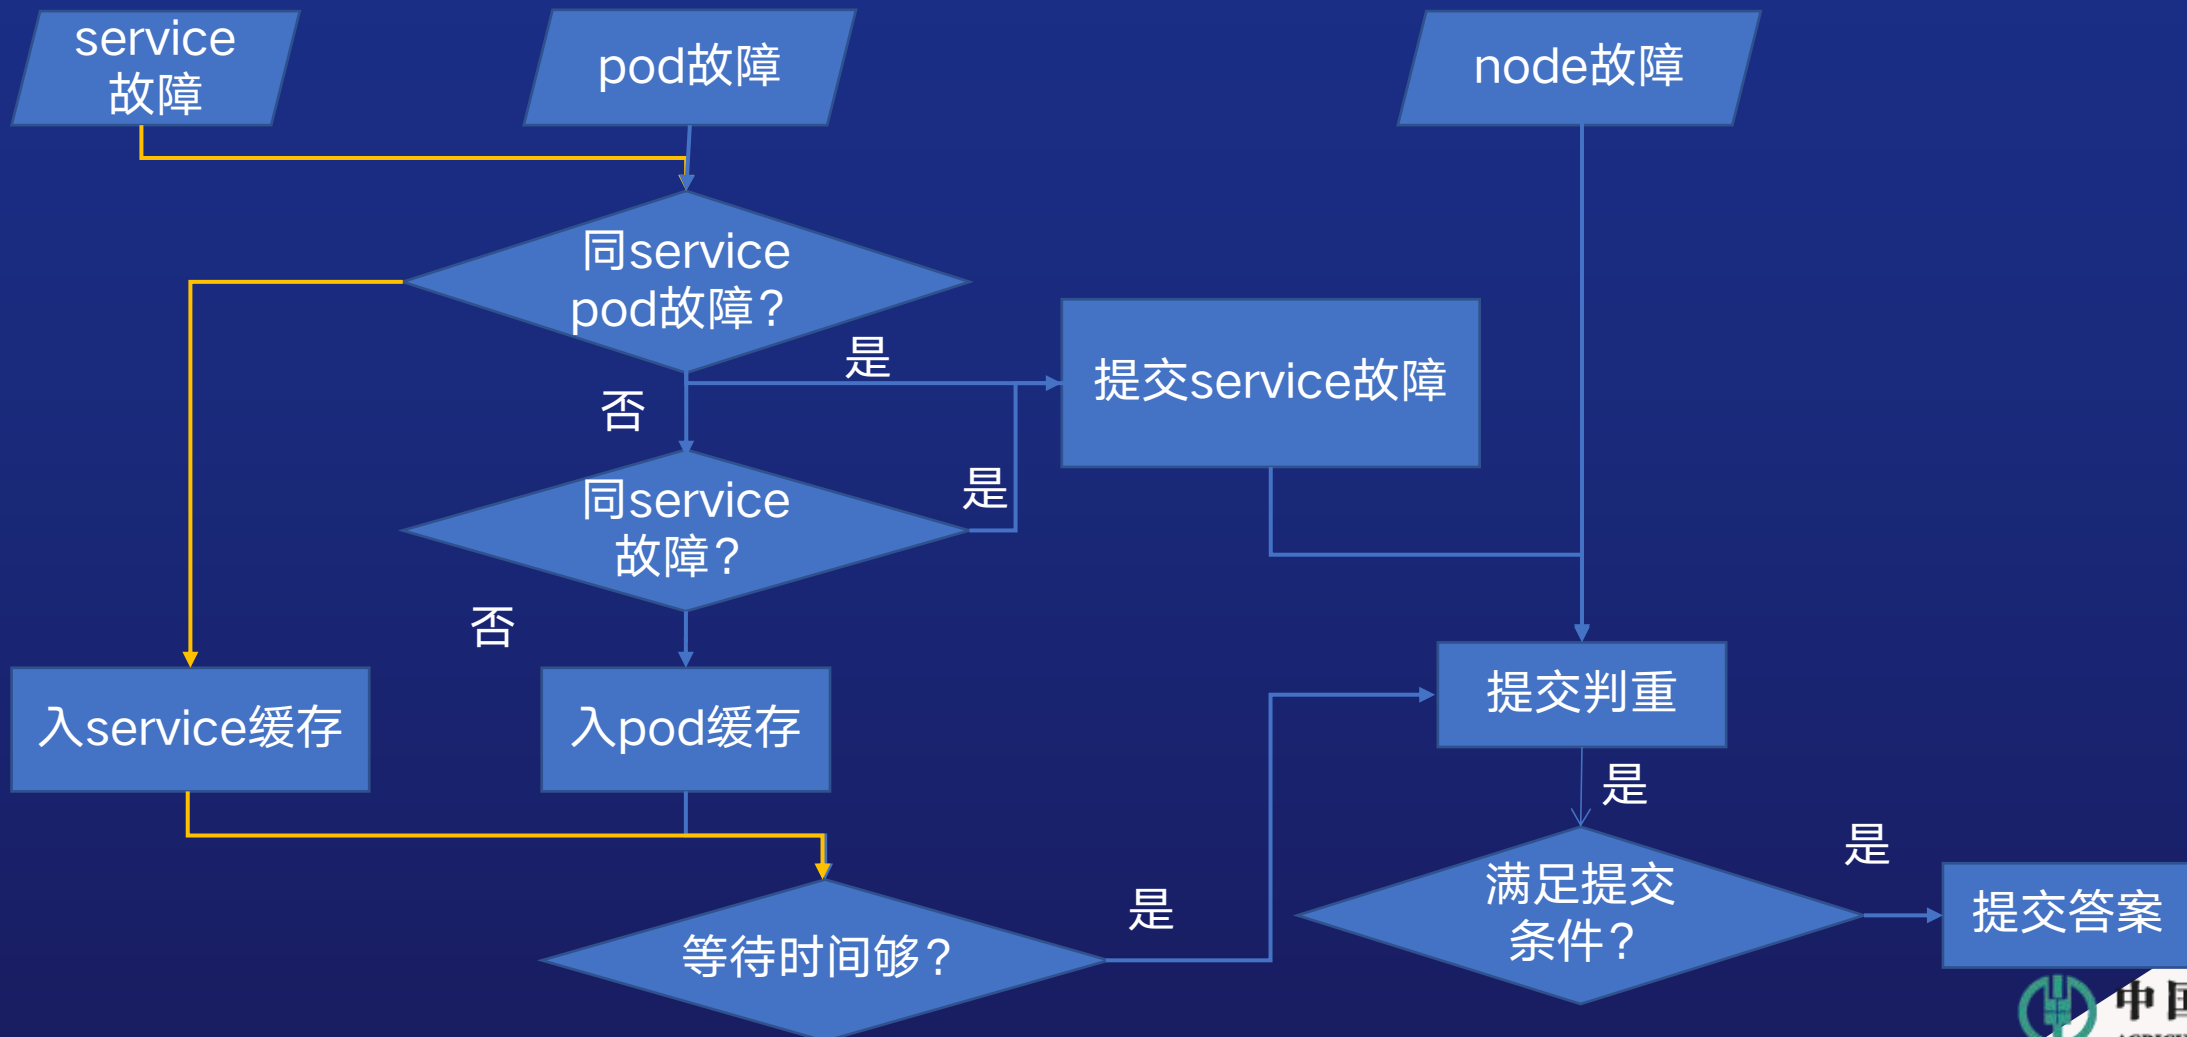 service
故障
pod故障
node故障
同service
pod故障？
是
提交service故障
否
是
同service
故障？
否
入service缓存
入pod缓存
提交判重
是
是
满足提交
条件？
提交答案
是
等待时间够？
中国